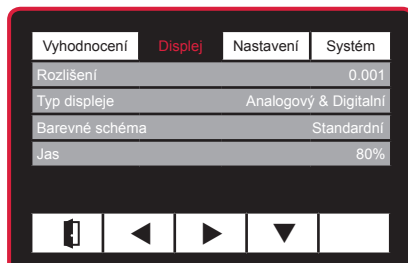 Vyhodnocení Displej Nastavení Systém
Rozlišení 0.001
Typ displeje Analogový & Digitalní
Barevné schéma Standardní
Jas 80%